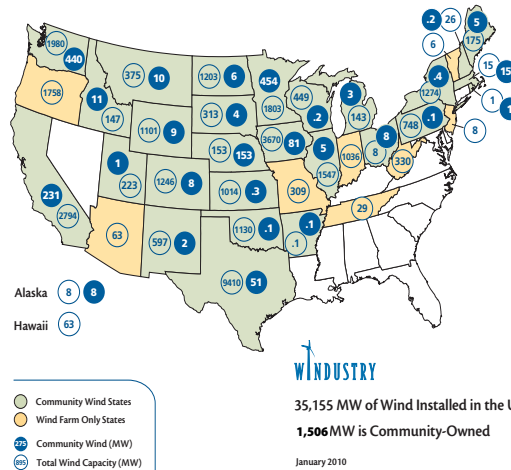 .2 26 5
1980 6 175
440
375 10 1203 6 454 15 15
1758 449 3 .4
11 1803 1274 1
147 313 4 .2 143
1101 9 3670 81 8 748 .1
153 153 5 8 8
1 1547 1036 330
223 1246 8 1014 .3 309
231
2794 29
63 597 2 1130 .1 .1
.1
9410 51
Alaska 8 8
Hawaii 63
WINDUSTRY
Community Wind States
Wind Farm Only States
275 Community Wind (MW)
895 Total Wind Capacity (MW)
35,155 MW of Wind Installed in the U
1,506 MW is Community-Owned
January 2010